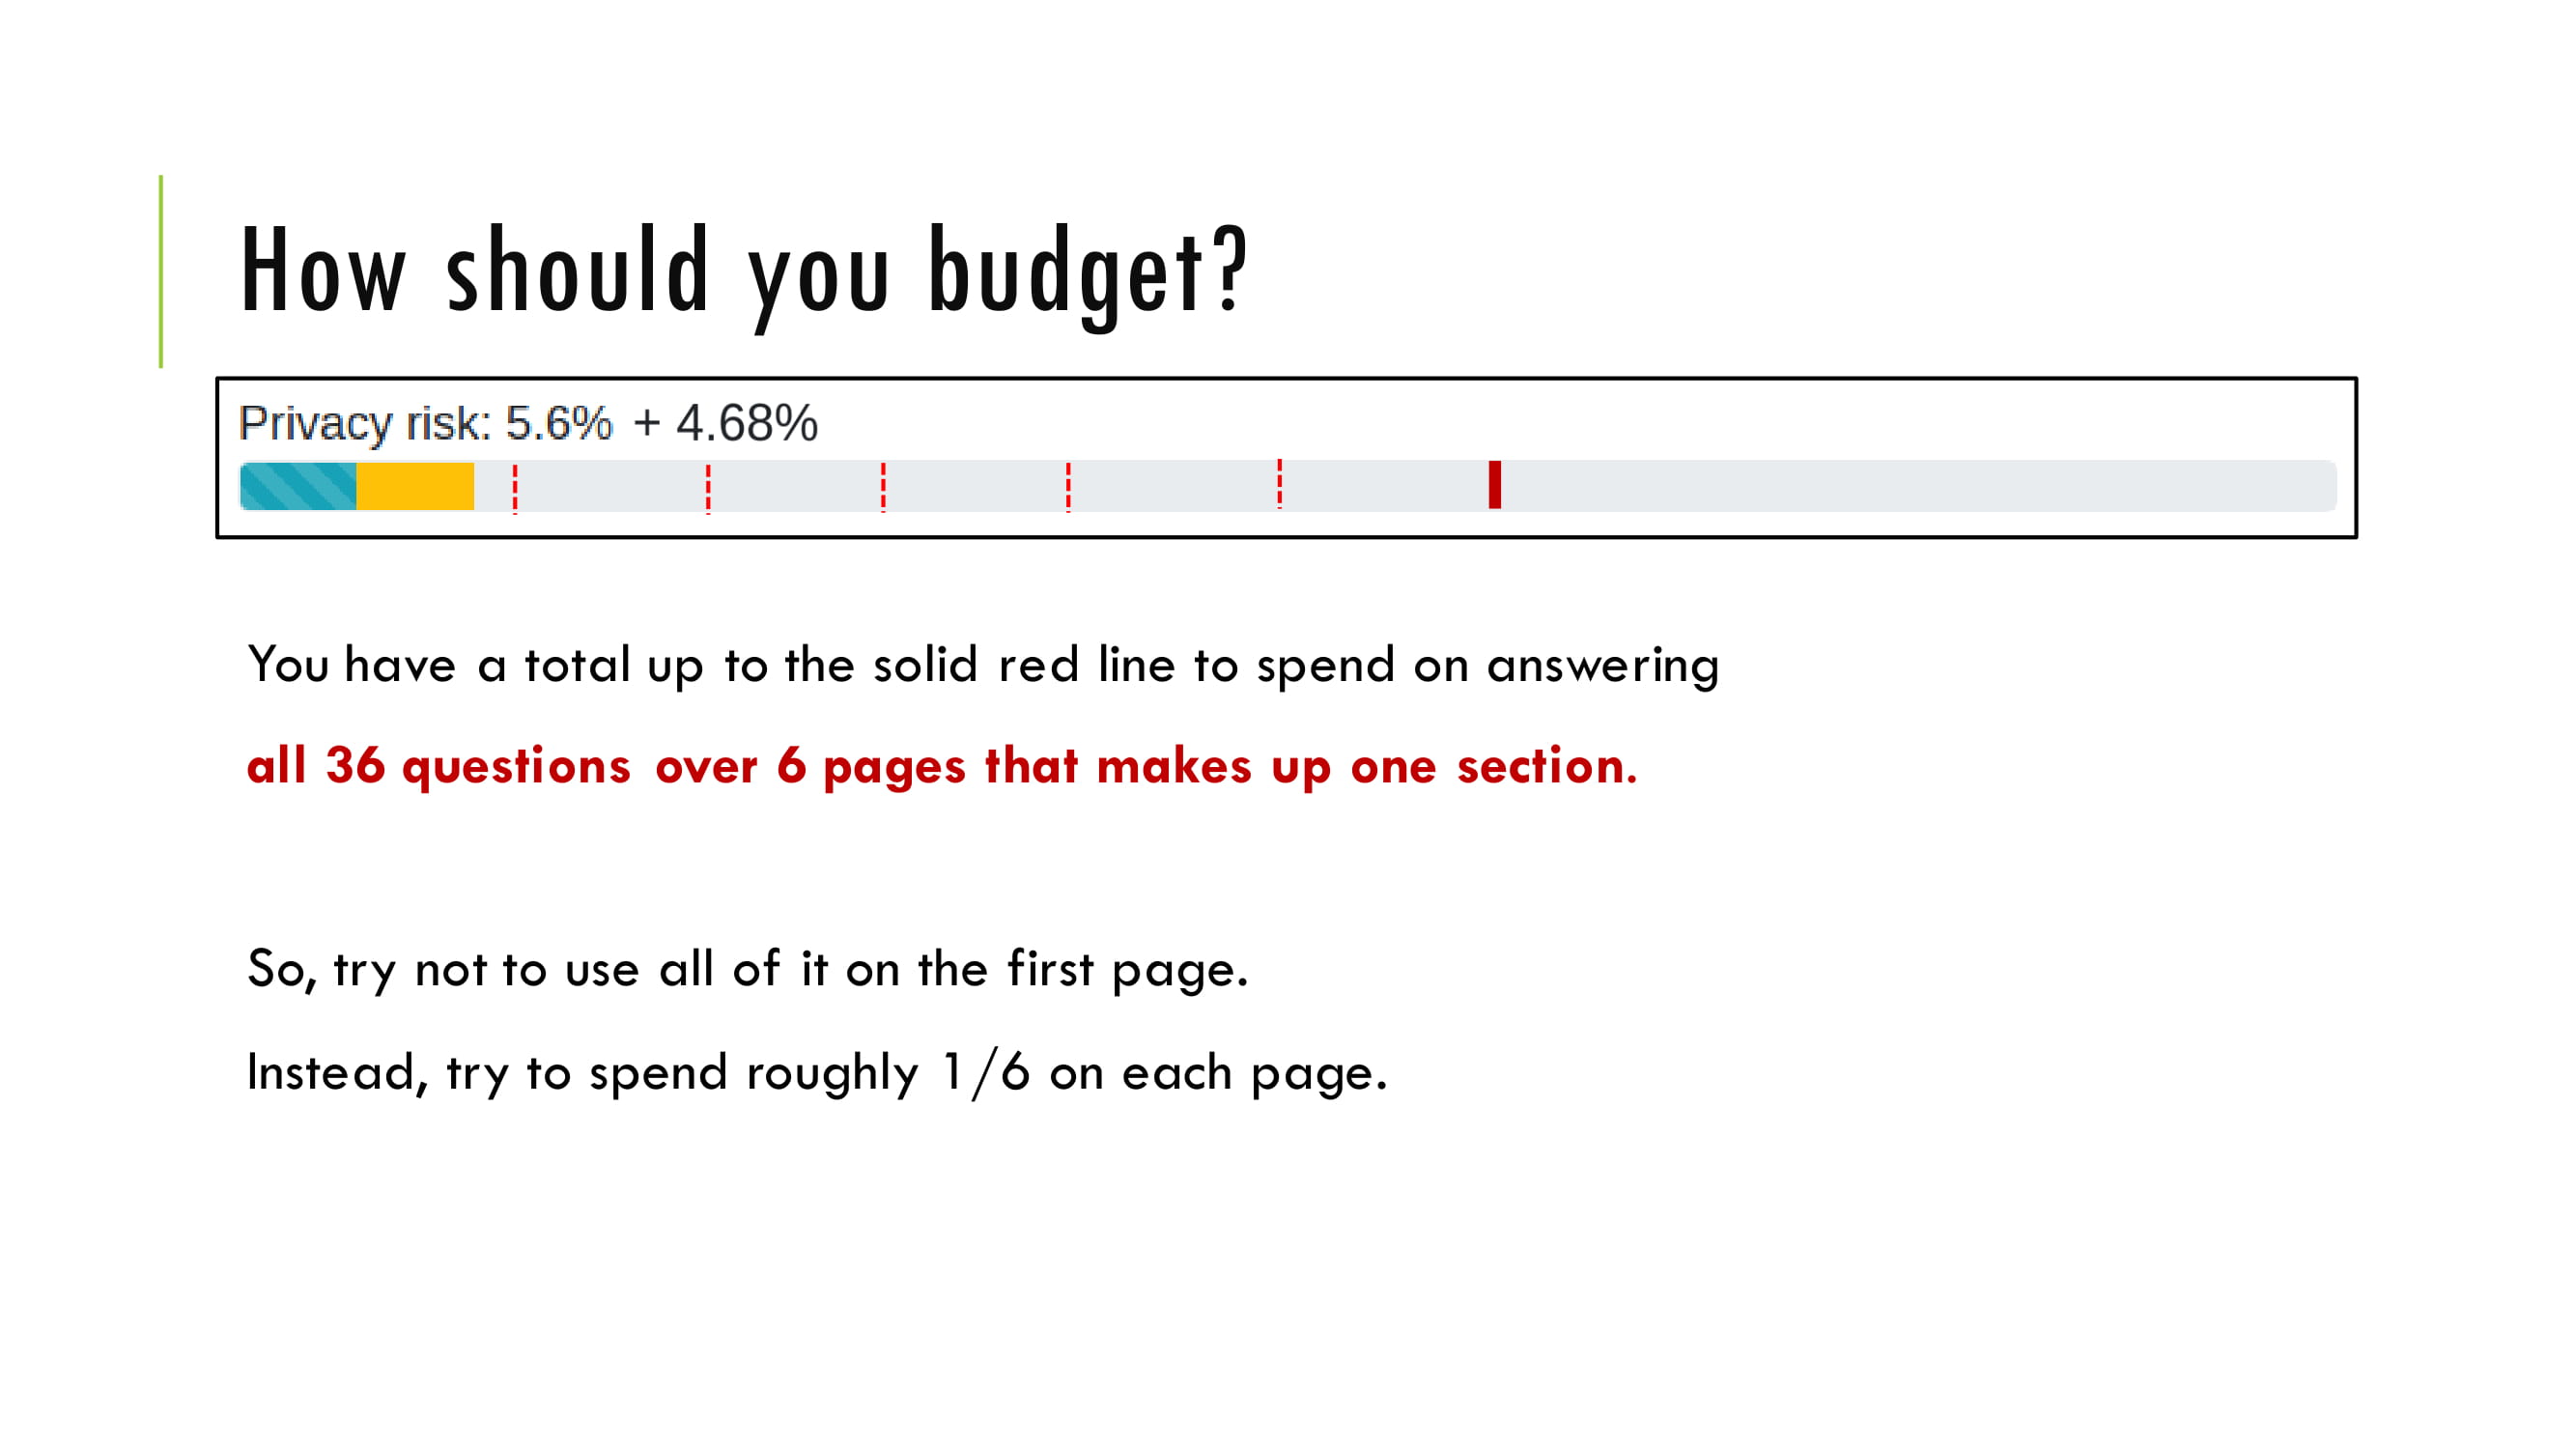 How should you budget?
Privacy risk: 5.6% + 4.68%
You have a total up to the solid red line to spend on answering
all 36 questions over 6 pages that makes up one section.
So, try not to use all of it on the first page.
Instead, try to spend roughly 1/6 on each page.